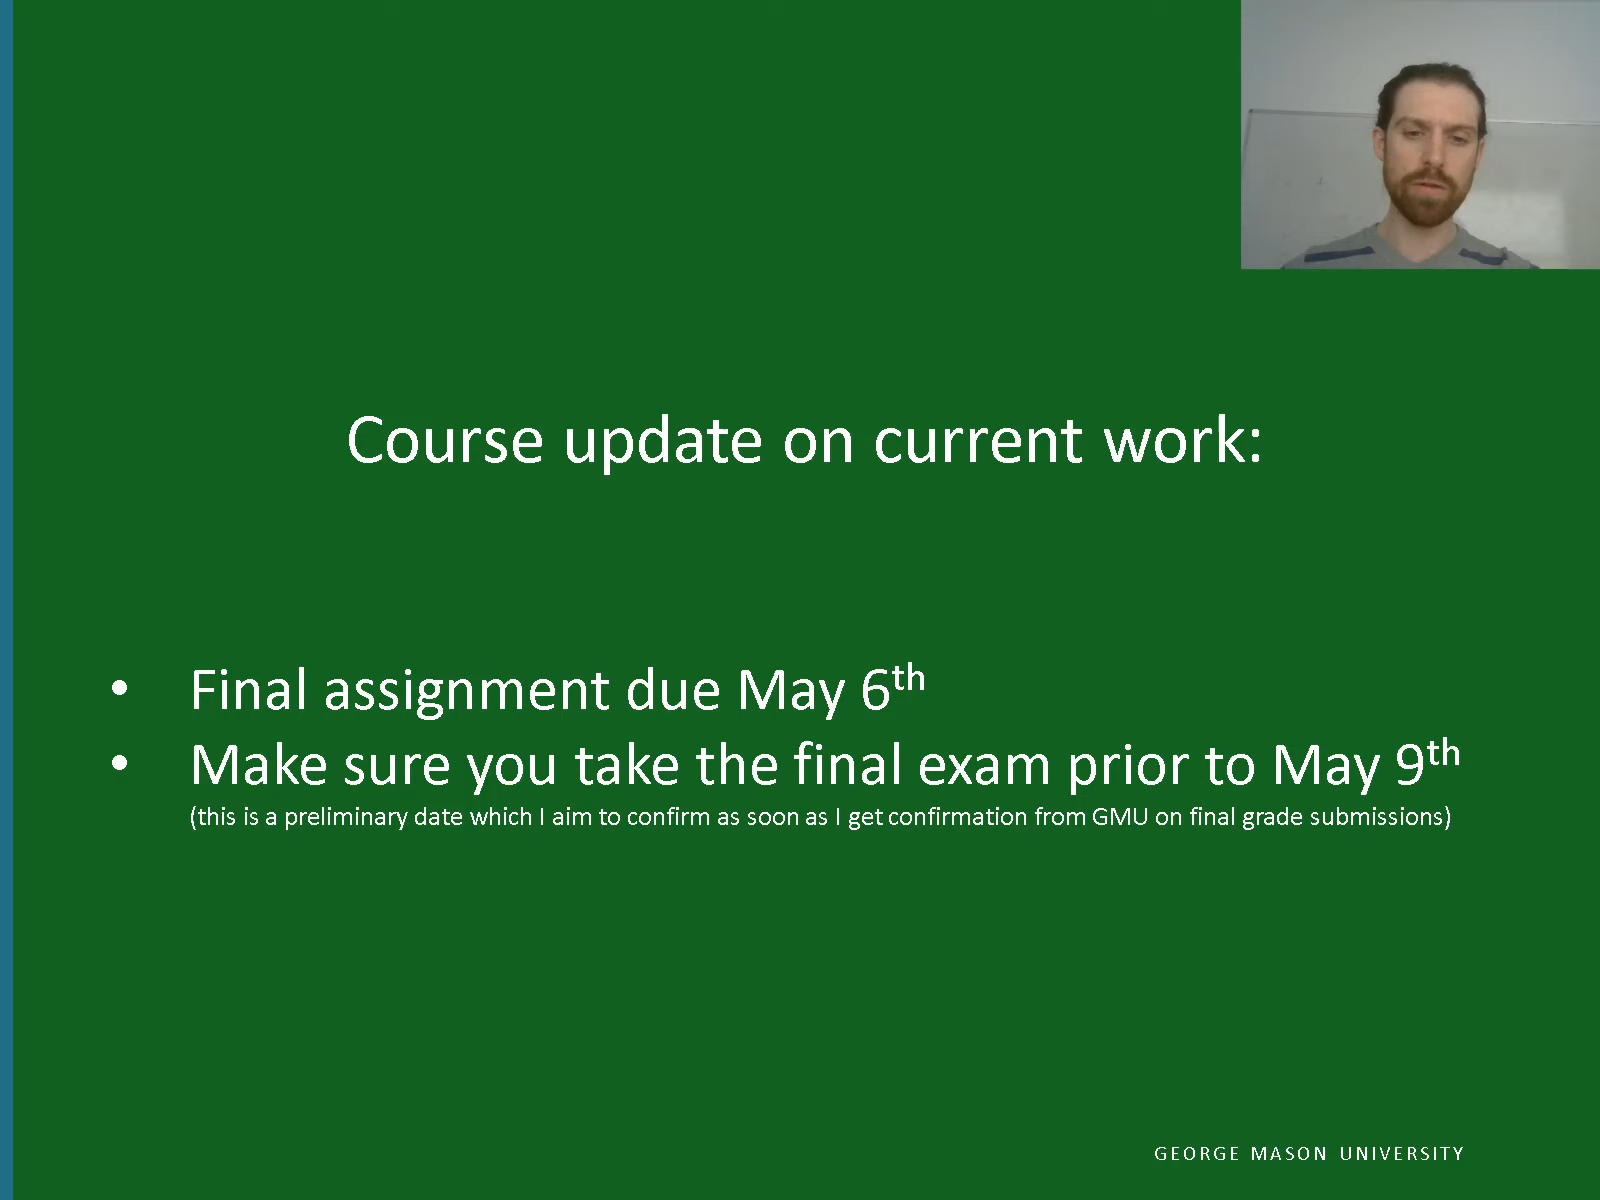 Course update on current work:
• Final assignment due May 6th
• Make sure you take the final exam prior to May 9th
(this is a preliminary date which I aim to confirm as soon as I get confirmation from GMU on final grade submissions)
GEORGE MASON UNIVERSITY